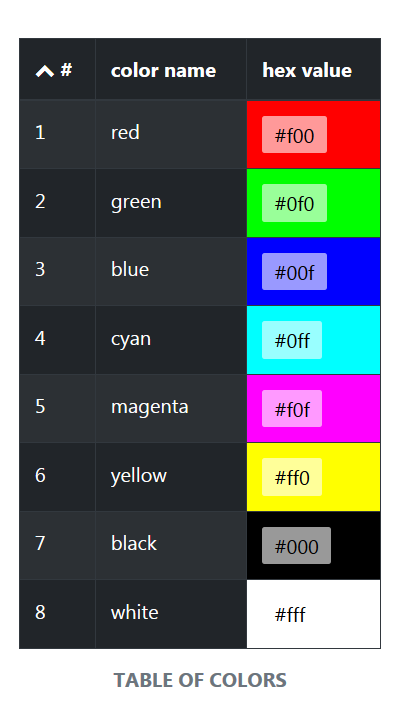 # color name hex value
1 red #f00
2 green #0f0
3 blue #00f
4 cyan #0ff
5 magenta #f0f
6 yellow #ff0
7 black #000
8 white #fff
TABLE OF COLORS